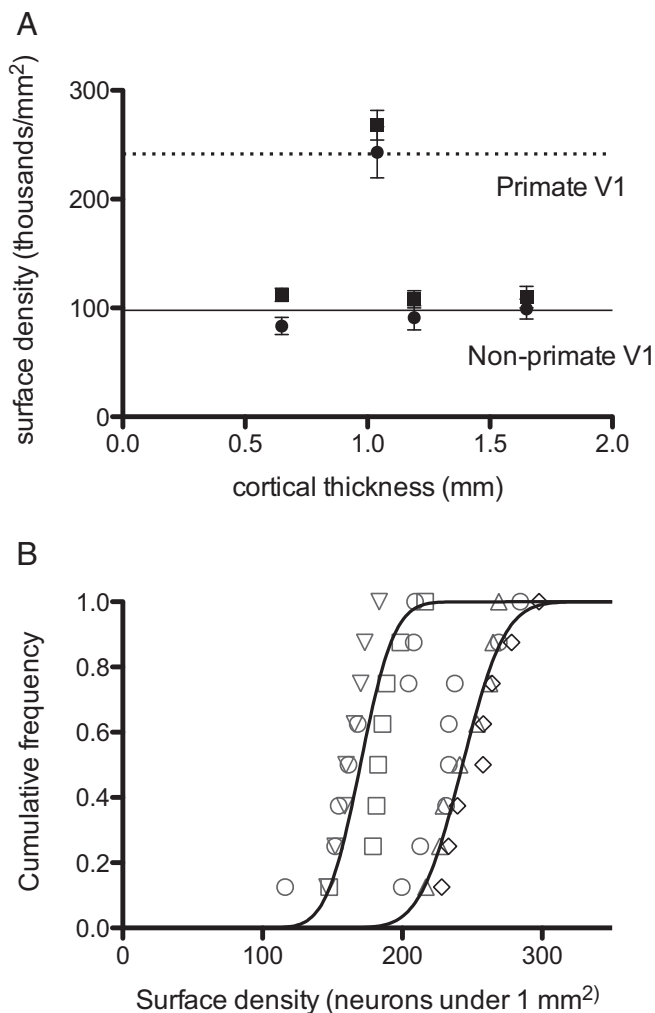 A
surface density (thousands/mm²)
300
200
100
0
Primate V1
Non-primate V1
0.0 0.5 1.0 1.5 2.0
cortical thickness (mm)
B
Cumulative frequency
1.0
0.8
0.6
0.4
0.2
0.0
0 100 200 300
Surface density (neurons under 1 mm²⁾